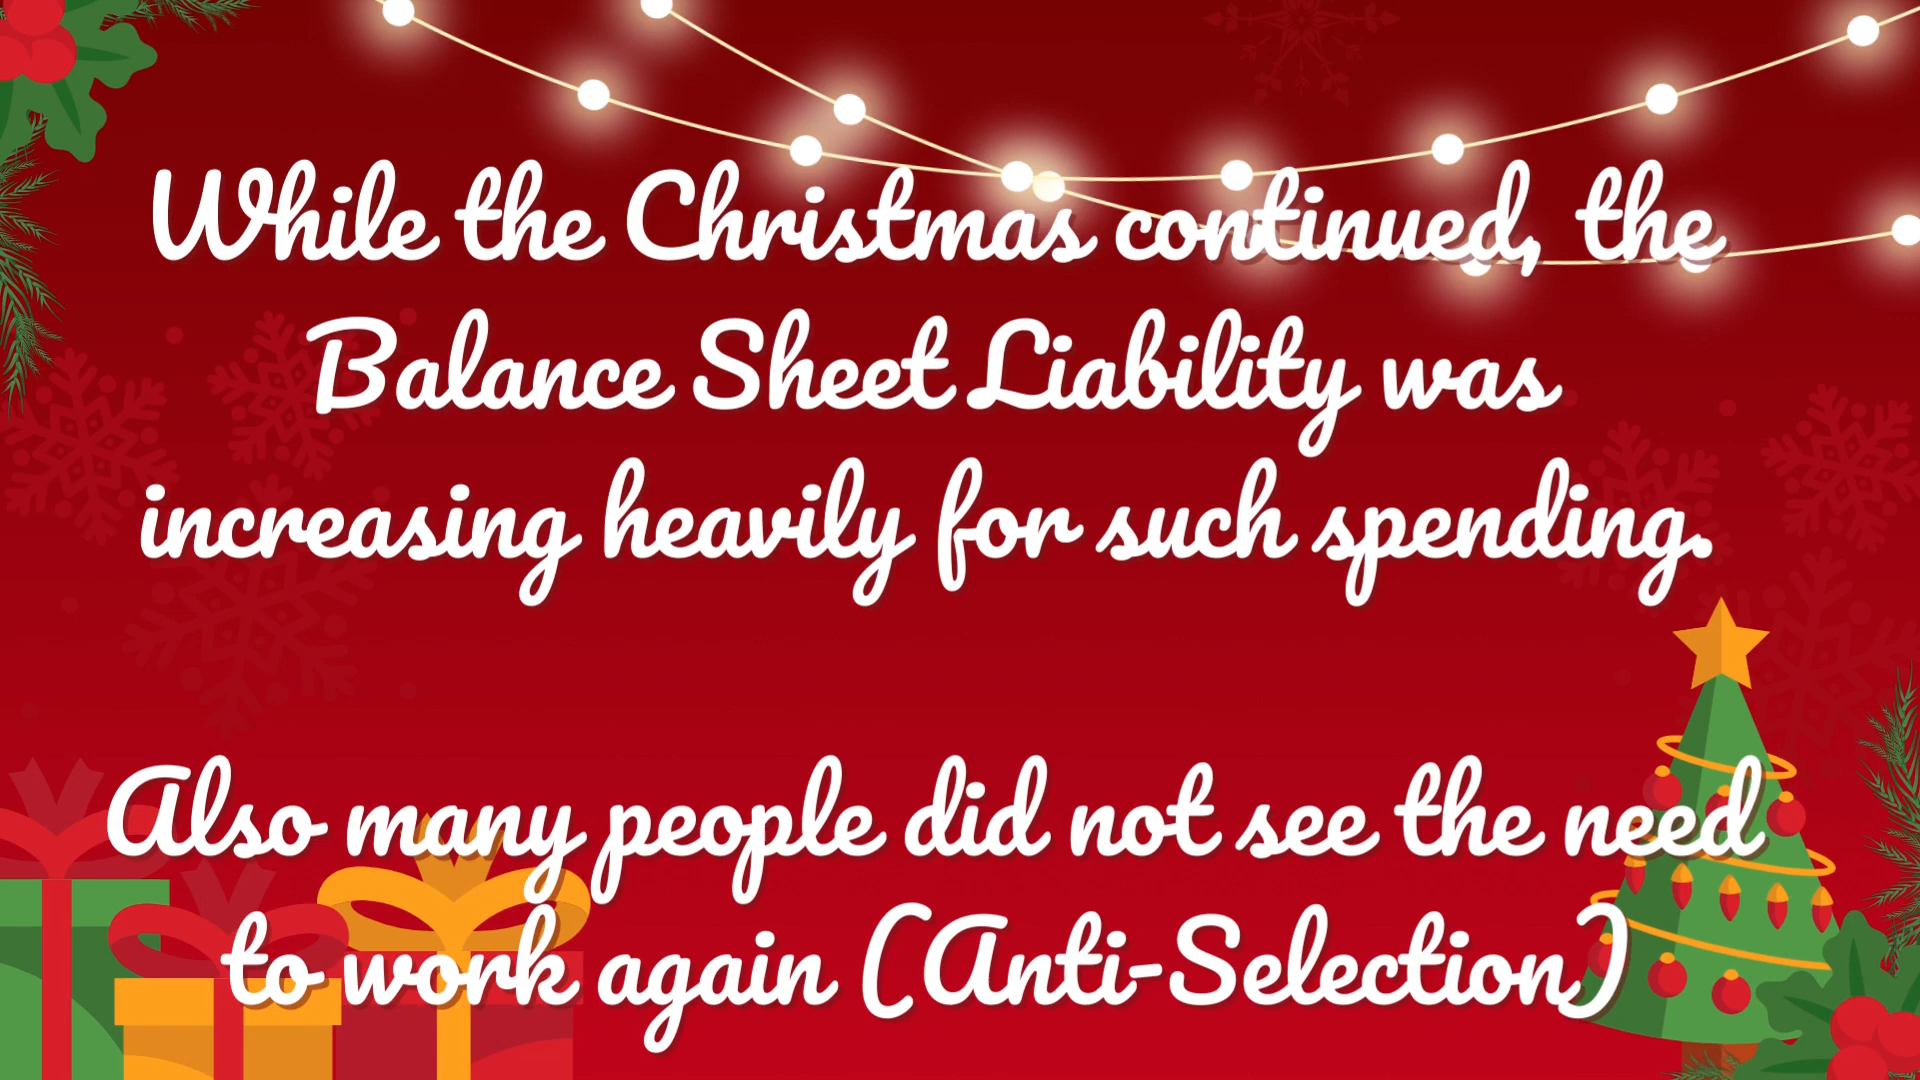 While the Christmas continued, the
Balance Sheet Liability was
increasing heavily for such spending.
Also many people did not see the need
to work again (Anti-Selection)